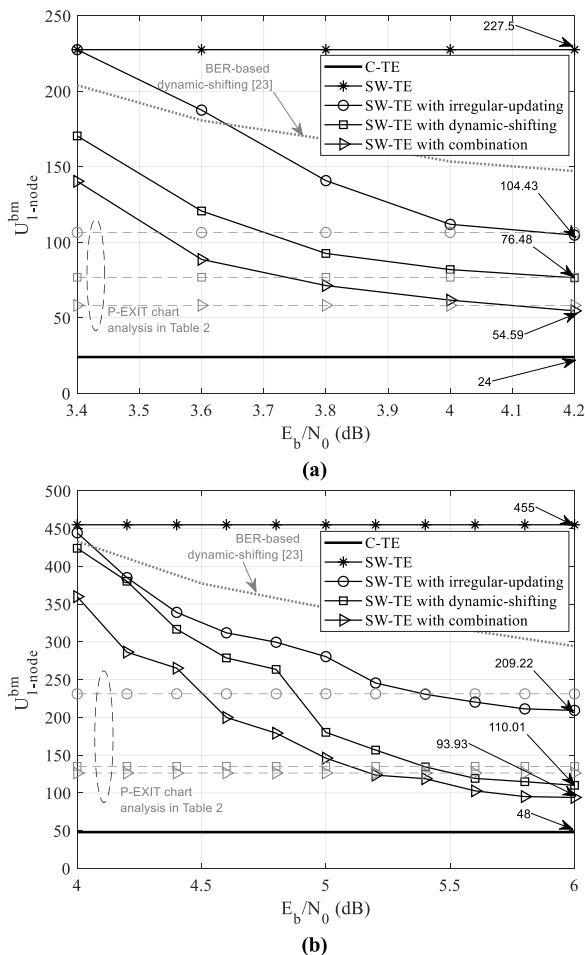 250
200
150
100
50
0
U^{bm}_{1-node}
227.5
BER-based
dynamic-shifting [23]
C-TE
SW-TE
SW-TE with irregular-updating
SW-TE with dynamic-shifting
SW-TE with combination
104.43
76.48
P-EXIT chart
analysis in Table 2
54.59
24
3.4 3.5 3.6 3.7 3.8 3.9 4 4.1 4.2
E_b/N_0 (dB)
(a)
500
450
400
350
300
250
200
150
100
50
0
U^{bm}_{1-node}
455
BER-based
dynamic-shifting [23]
C-TE
SW-TE
SW-TE with irregular-updating
SW-TE with dynamic-shifting
SW-TE with combination
209.22
110.01
93.93
P-EXIT chart
analysis in Table 2
48
4 4.5 5 5.5 6
E_b/N_0 (dB)
(b)